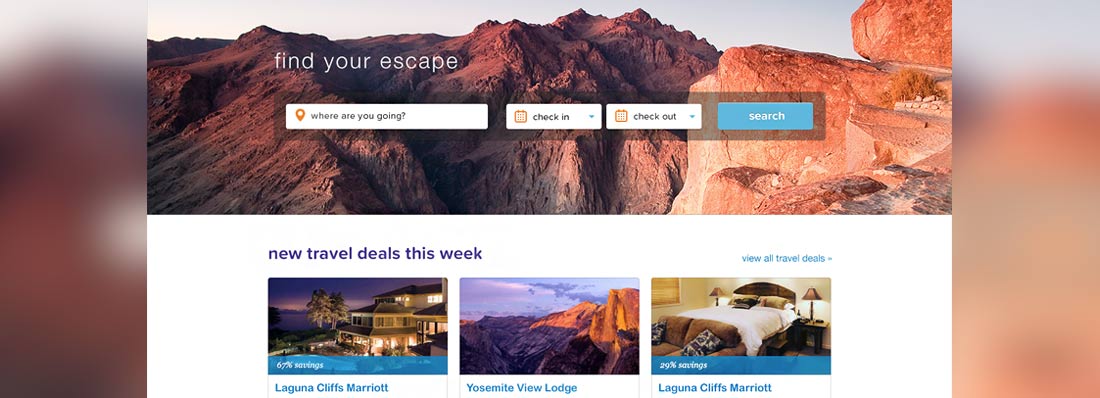 find your escape
where are you going?
check in
check out
search
new travel deals this week
view all travel deals »
67% savings
29% savings
Laguna Cliffs Marriott
Yosemite View Lodge
Laguna Cliffs Marriott